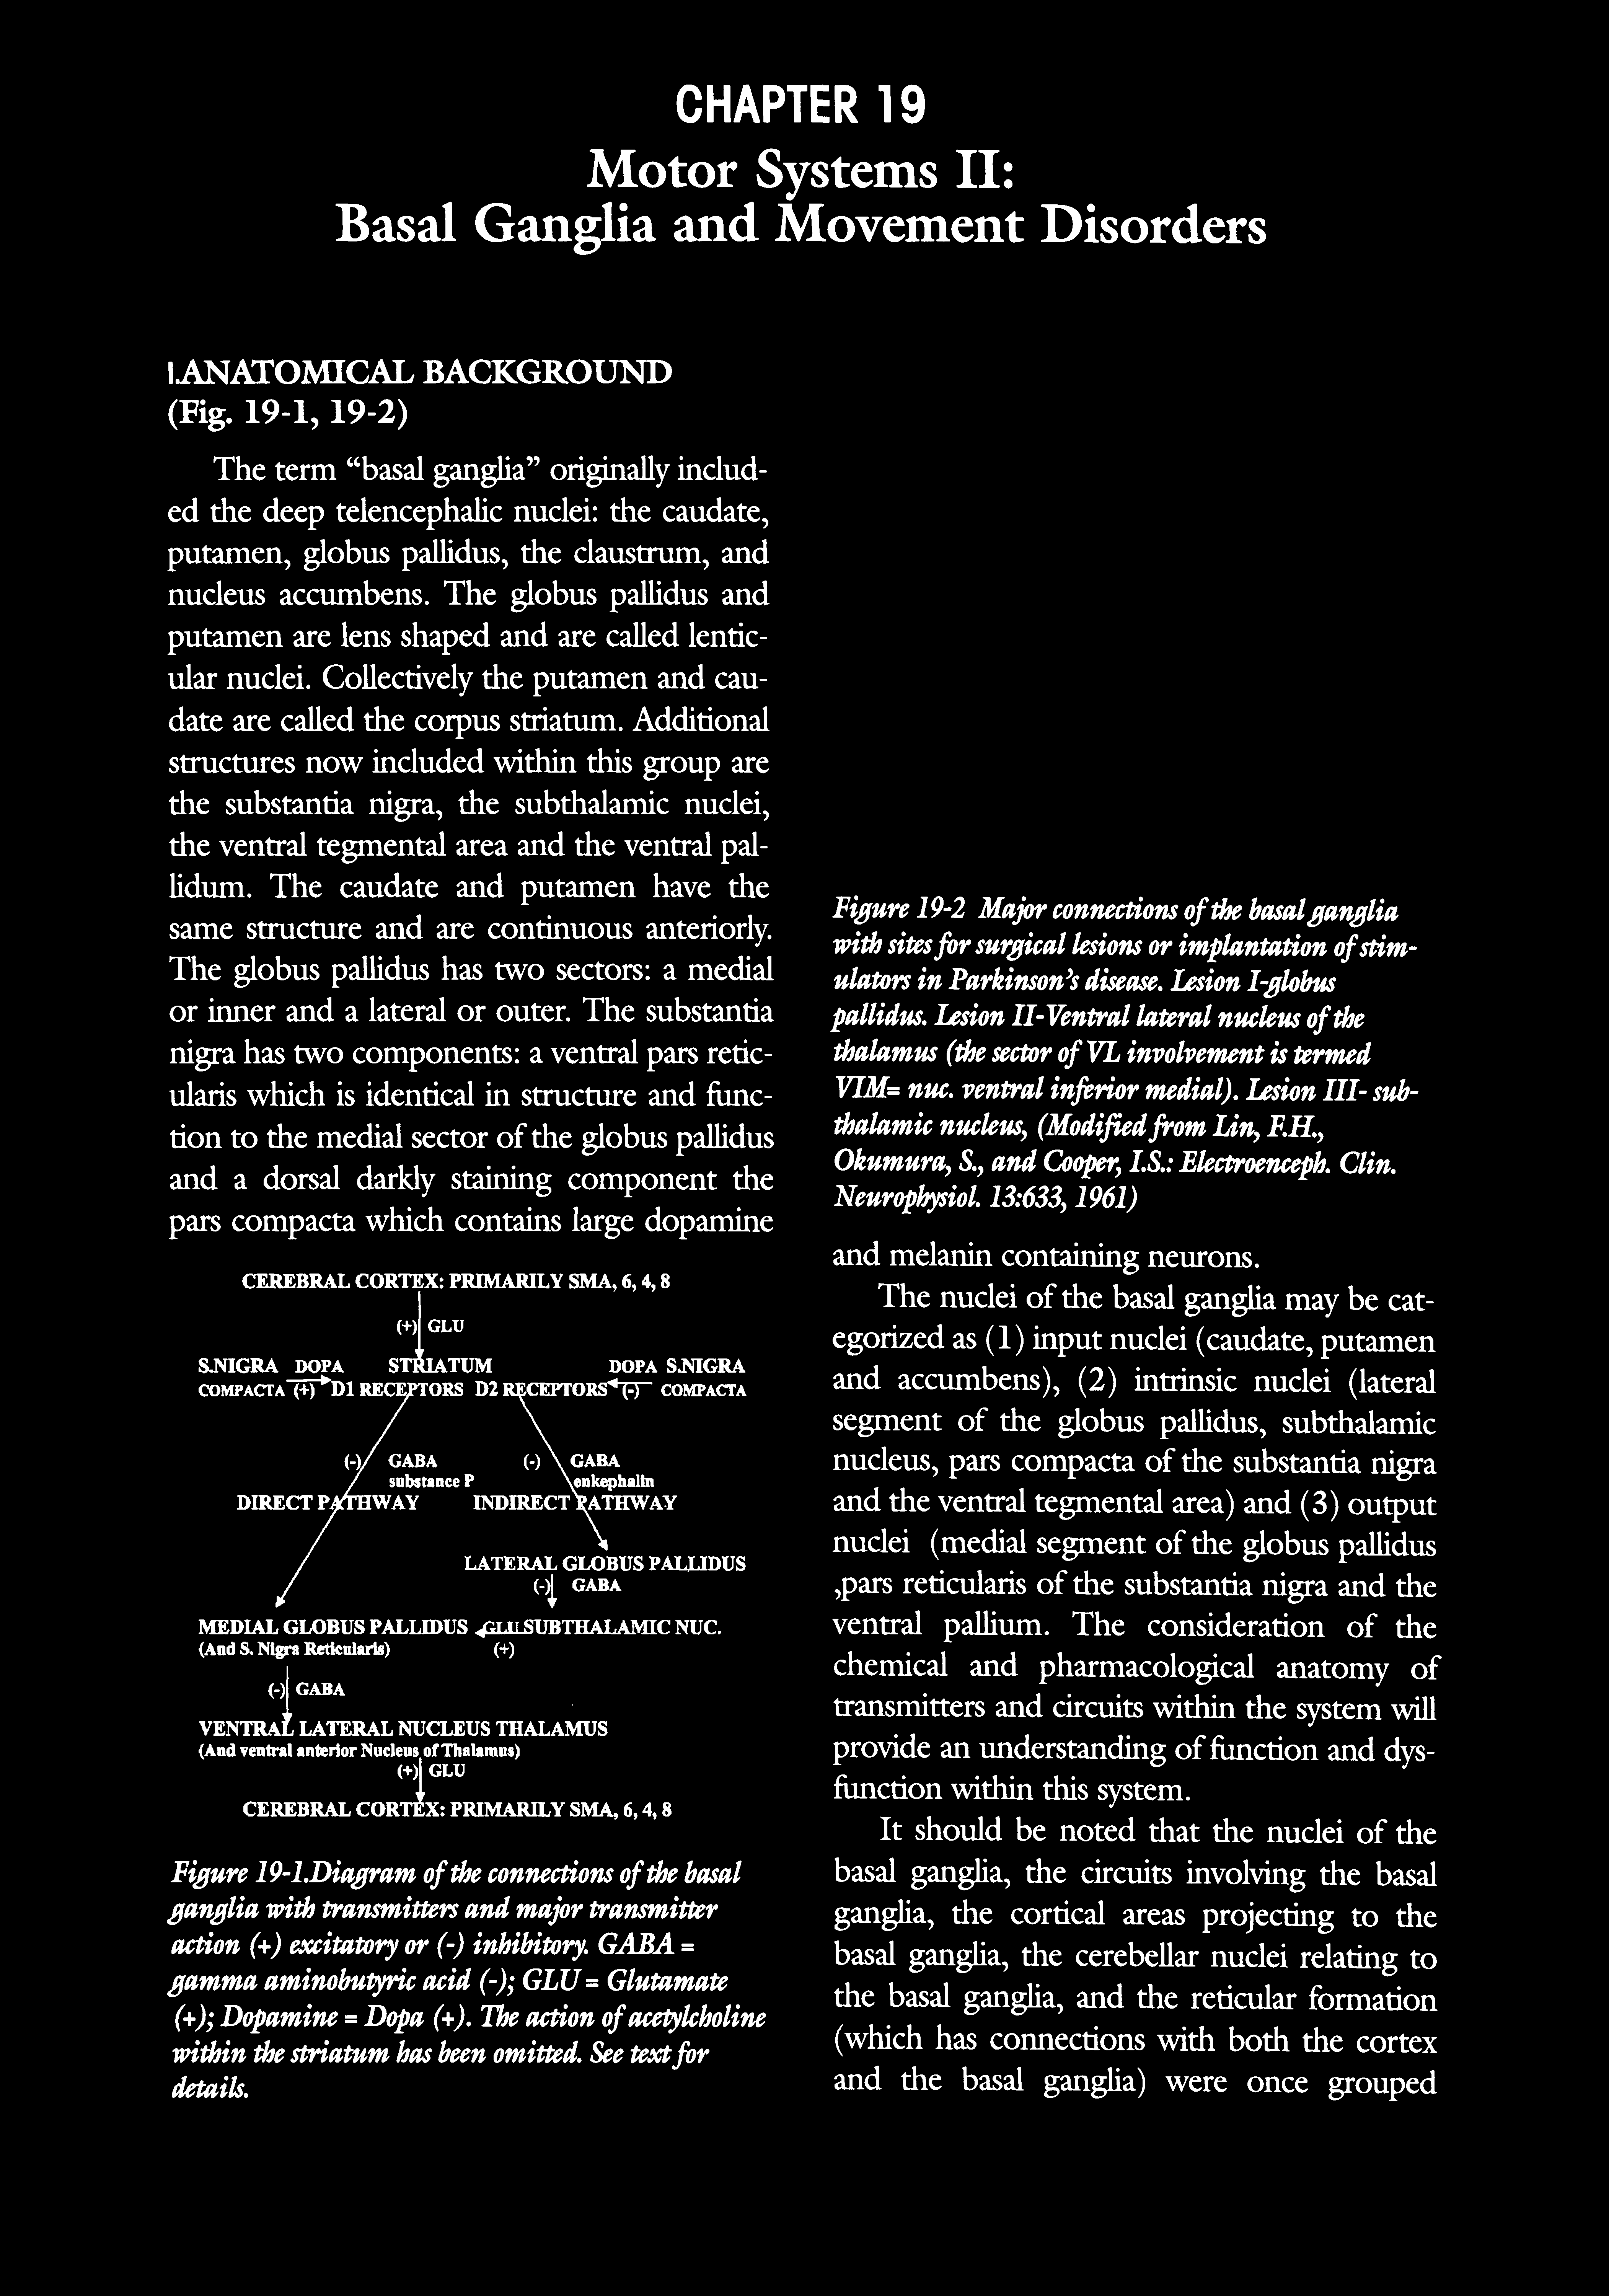 CHAPTER 19
Motor Systems II:
Basal Ganglia and Movement Disorders
I.ANATOMICAL BACKGROUND
(Fig. 19-1, 19-2)
The term “basal ganglia” originally includ-
ed the deep telencephalic nuclei: the caudate,
putamen, globus pallidus, the claustrum, and
nucleus accumbens. The globus pallidus and
putamen are lens shaped and are called lentic-
ular nuclei. Collectively the putamen and cau-
date are called the corpus striatum. Additional
structures now included within this group are
the substantia nigra, the subthalamic nuclei,
the ventral tegmental area and the ventral pal-
lidum. The caudate and putamen have the
same structure and are continuous anteriorly.
The globus pallidus has two sectors: a medial
or inner and a lateral or outer. The substantia
nigra has two components: a ventral pars retic-
ularis which is identical in structure and func-
tion to the medial sector of the globus pallidus
and a dorsal darkly staining component the
pars compacta which contains large dopamine
CEREBRAL CORTEX: PRIMARILY SMA, 6, 4, 8
(+) GLU
S.NIGRA DOPA STRIATUM DOPA S.NIGRA
COMPACTA (+) D1 RECEPTORS D2 RECEPTORS (-) COMPACTA
(-) GABA (-) GABA
substance P enkephalin
DIRECT PATHWAY INDIRECT PATHWAY
LATERAL GLOBUS PALLIDUS
(-) GABA
MEDIAL GLOBUS PALLIDUS GLU SUBTHALAMIC NUC.
(And S. Nigra Reticularis) (+)
(-) GABA
VENTRAL LATERAL NUCLEUS THALAMUS
(And ventral anterior Nucleus of Thalamus)
(+) GLU
CEREBRAL CORTEX: PRIMARILY SMA, 6, 4, 8
Figure 19-1.Diagram of the connections of the basal
ganglia with transmitters and major transmitter
action (+) excitatory or (-) inhibitory. GABA =
gamma aminobutyric acid (-); GLU = Glutamate
(+); Dopamine = Dopa (+). The action of acetylcholine
within the striatum has been omitted. See text for
details.
Figure 19-2 Major connections of the basal ganglia
with sites for surgical lesions or implantation of stim-
ulators in Parkinson’s disease. Lesion I-globus
pallidus. Lesion II-Ventral lateral nucleus of the
thalamus (the sector of VL involvement is termed
VIM= nuc. ventral inferior medial). Lesion III- sub-
thalamic nucleus, (Modified from Lin, F.H.,
Okumura, S., and Cooper, I.S.: Electroenceph. Clin.
Neurophysiol. 13:633, 1961)
and melanin containing neurons.
The nuclei of the basal ganglia may be cat-
egorized as (1) input nuclei (caudate, putamen
and accumbens), (2) intrinsic nuclei (lateral
segment of the globus pallidus, subthalamic
nucleus, pars compacta of the substantia nigra
and the ventral tegmental area) and (3) output
nuclei (medial segment of the globus pallidus
,pars reticularis of the substantia nigra and the
ventral pallium. The consideration of the
chemical and pharmacological anatomy of
transmitters and circuits within the system will
provide an understanding of function and dys-
function within this system.
It should be noted that the nuclei of the
basal ganglia, the circuits involving the basal
ganglia, the cortical areas projecting to the
basal ganglia, the cerebellar nuclei relating to
the basal ganglia, and the reticular formation
(which has connections with both the cortex
and the basal ganglia) were once grouped